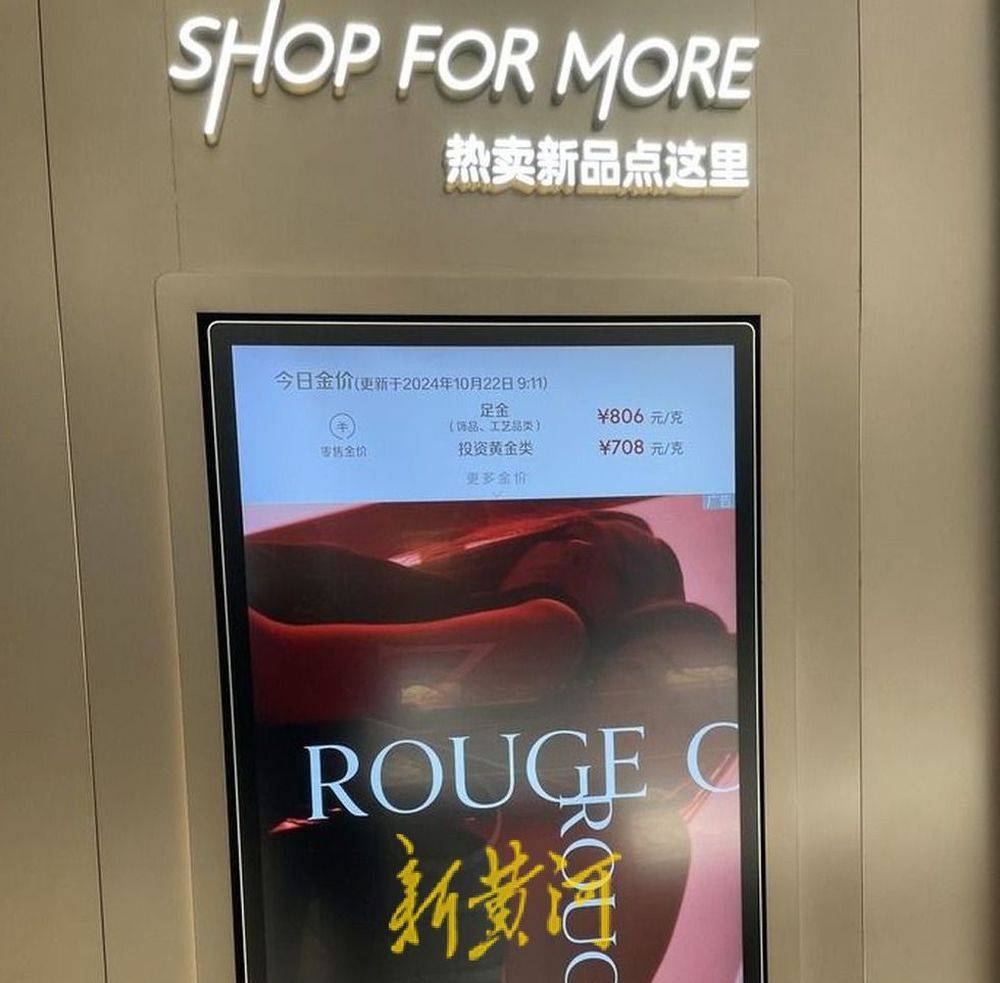 SHOP FOR MORE
热卖新品点这里
今日金价(更新于2024年10月22日 9:11)
零售金价
足金
(饰品、工艺品类)
¥806 元/克
投资黄金类
¥708 元/克
更多金价
广告
ROUGE
ROUG
新黄河